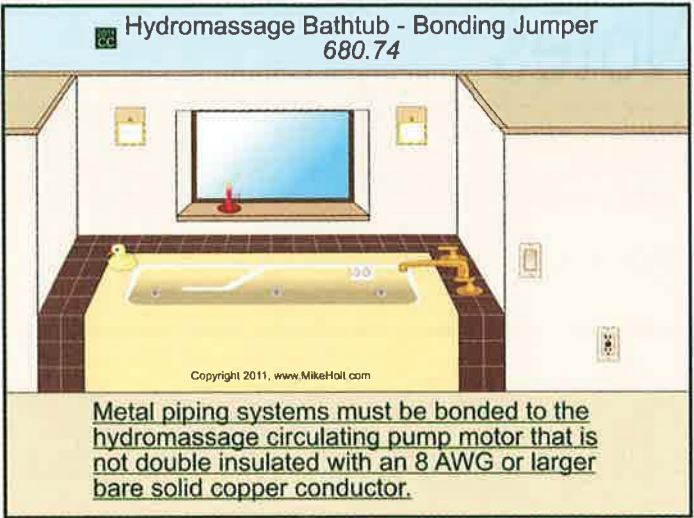 2011
CC
Hydromassage Bathtub - Bonding Jumper
680.74
Copyright 2011, www.MikeHolt.com
Metal piping systems must be bonded to the
hydromassage circulating pump motor that is
not double insulated with an 8 AWG or larger
bare solid copper conductor.